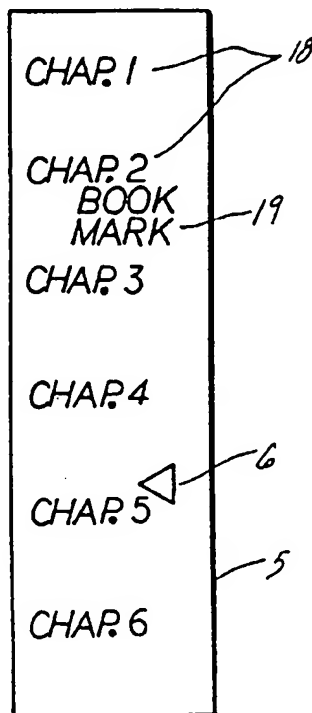 CHAP. 1
18
CHAP. 2
BOOK
MARK
19
CHAP. 3
CHAP. 4
6
CHAP. 5
5
CHAP. 6